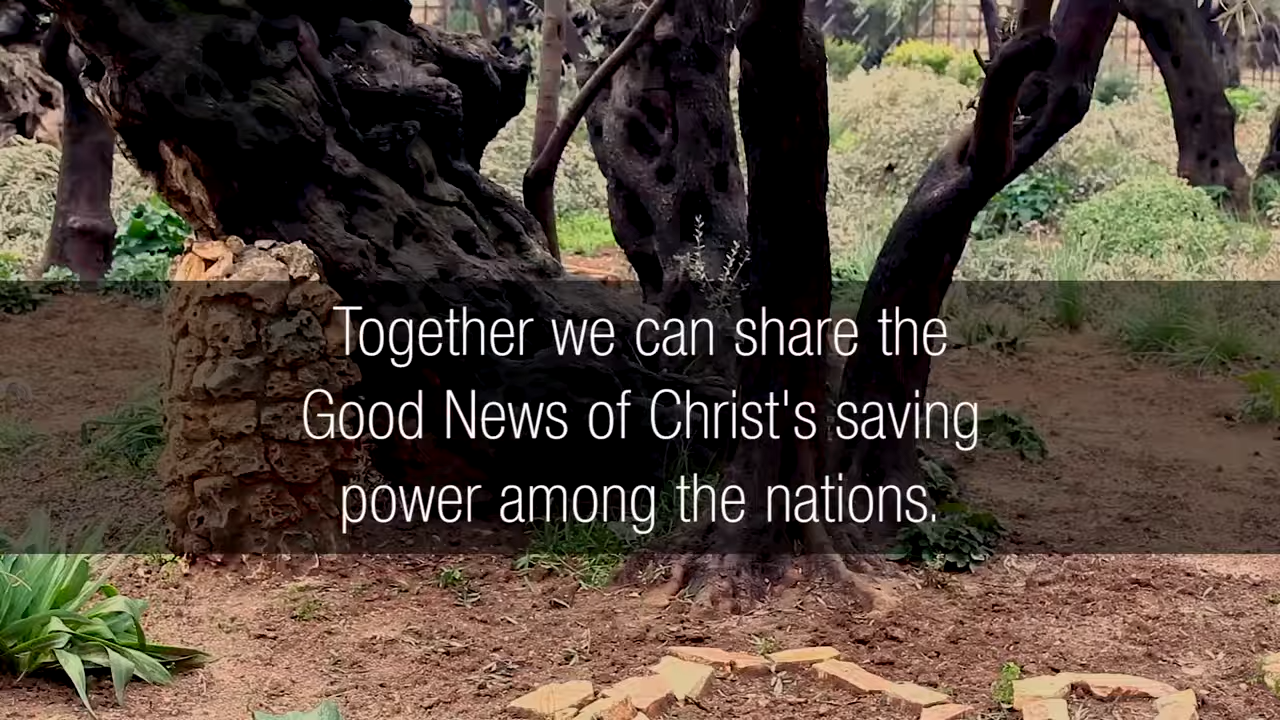 Together we can share the
Good News of Christ's saving
power among the nations.